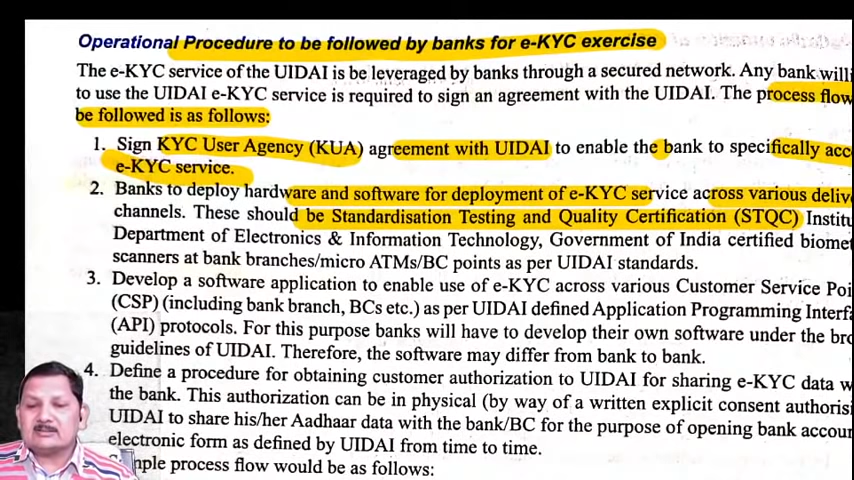 Operational Procedure to be followed by banks for e-KYC exercise
The e-KYC service of the UIDAI is be leveraged by banks through a secured network. Any bank willi
to use the UIDAI e-KYC service is required to sign an agreement with the UIDAI. The process flow
be followed is as follows:
1. Sign KYC User Agency (KUA) agreement with UIDAI to enable the bank to specifically acc
e-KYC service.
2. Banks to deploy hardware and software for deployment of e-KYC service across various deliv
channels. These should be Standardisation Testing and Quality Certification (STQC) Institu
Department of Electronics & Information Technology, Government of India certified biomet
scanners at bank branches/micro ATMs/BC points as per UIDAI standards.
3. Develop a software application to enable use of e-KYC across various Customer Service Poi
(CSP) (including bank branch, BCs etc.) as per UIDAI defined Application Programming Interfa
(API) protocols. For this purpose banks will have to develop their own software under the bro
guidelines of UIDAI. Therefore, the software may differ from bank to bank.
4. Define a procedure for obtaining customer authorization to UIDAI for sharing e-KYC data w
the bank. This authorization can be in physical (by way of a written explicit consent authorisi
UIDAI to share his/her Aadhaar data with the bank/BC for the purpose of opening bank accoun
electronic form as defined by UIDAI from time to time.
mple process flow would be as follows: